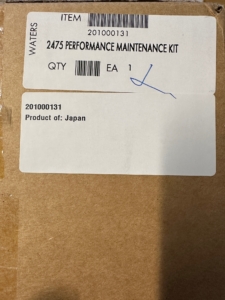 WATERS
ITEM
201000131
2475 PERFORMANCE MAINTENANCE KIT
QTY EA 1
201000131
Product of: Japan